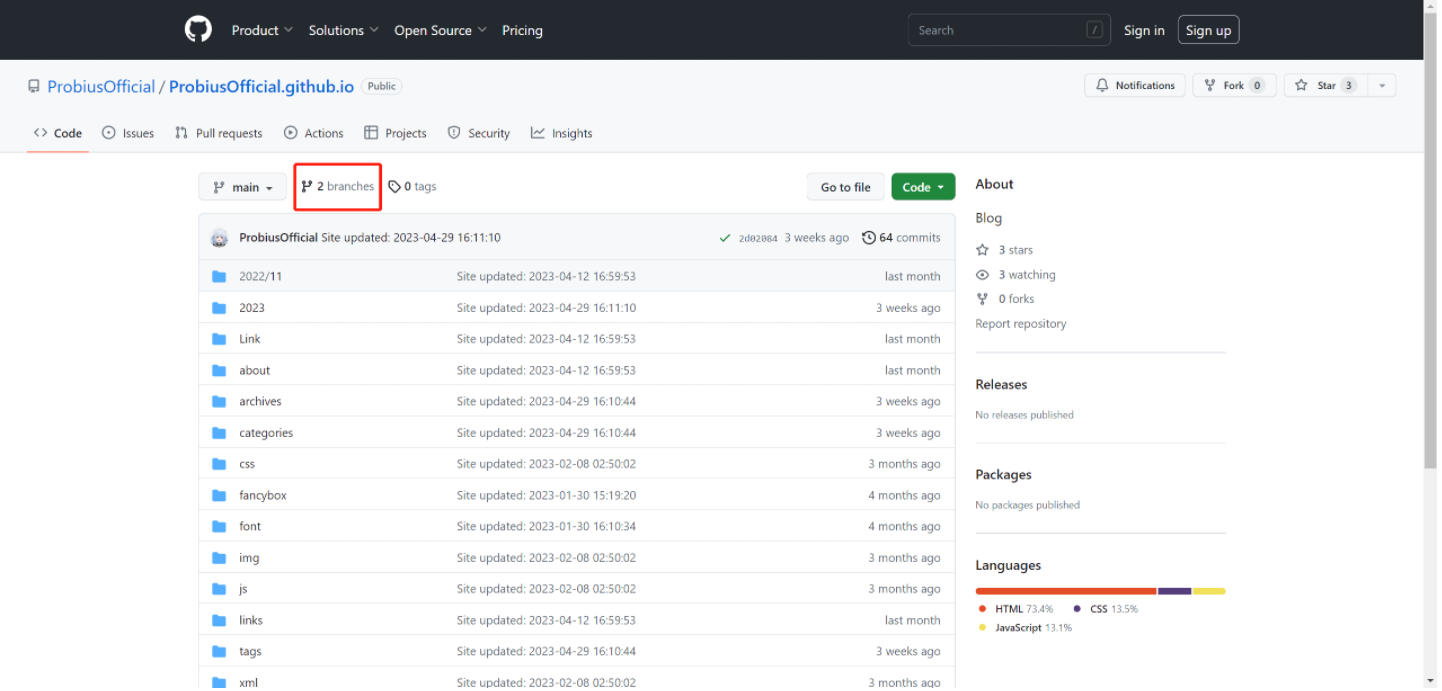 Product Solutions Open Source Pricing Search / Sign in Sign up
ProbiusOfficial / ProbiusOfficial.github.io Public Notifications Fork 0 Star 3
Code Issues Pull requests Actions Projects Security Insights
main 2 branches 0 tags Go to file Code
ProbiusOfficial Site updated: 2023-04-29 16:11:10 2d02084 3 weeks ago 64 commits
2022/11 Site updated: 2023-04-12 16:59:53 last month
2023 Site updated: 2023-04-29 16:11:10 3 weeks ago
Link Site updated: 2023-04-12 16:59:53 last month
about Site updated: 2023-04-12 16:59:53 last month
archives Site updated: 2023-04-29 16:10:44 3 weeks ago
categories Site updated: 2023-04-29 16:10:44 3 weeks ago
css Site updated: 2023-02-08 02:50:02 3 months ago
fancybox Site updated: 2023-01-30 15:19:20 4 months ago
font Site updated: 2023-01-30 16:10:34 4 months ago
img Site updated: 2023-02-08 02:50:02 3 months ago
js Site updated: 2023-02-08 02:50:02 3 months ago
links Site updated: 2023-04-12 16:59:53 last month
tags Site updated: 2023-04-29 16:10:44 3 weeks ago
xml Site updated: 2023-02-08 02:50:02 3 months ago
About
Blog
3 stars
3 watching
0 forks
Report repository
Releases
No releases published
Packages
No packages published
Languages
HTML 73.4% CSS 13.5%
JavaScript 13.1%